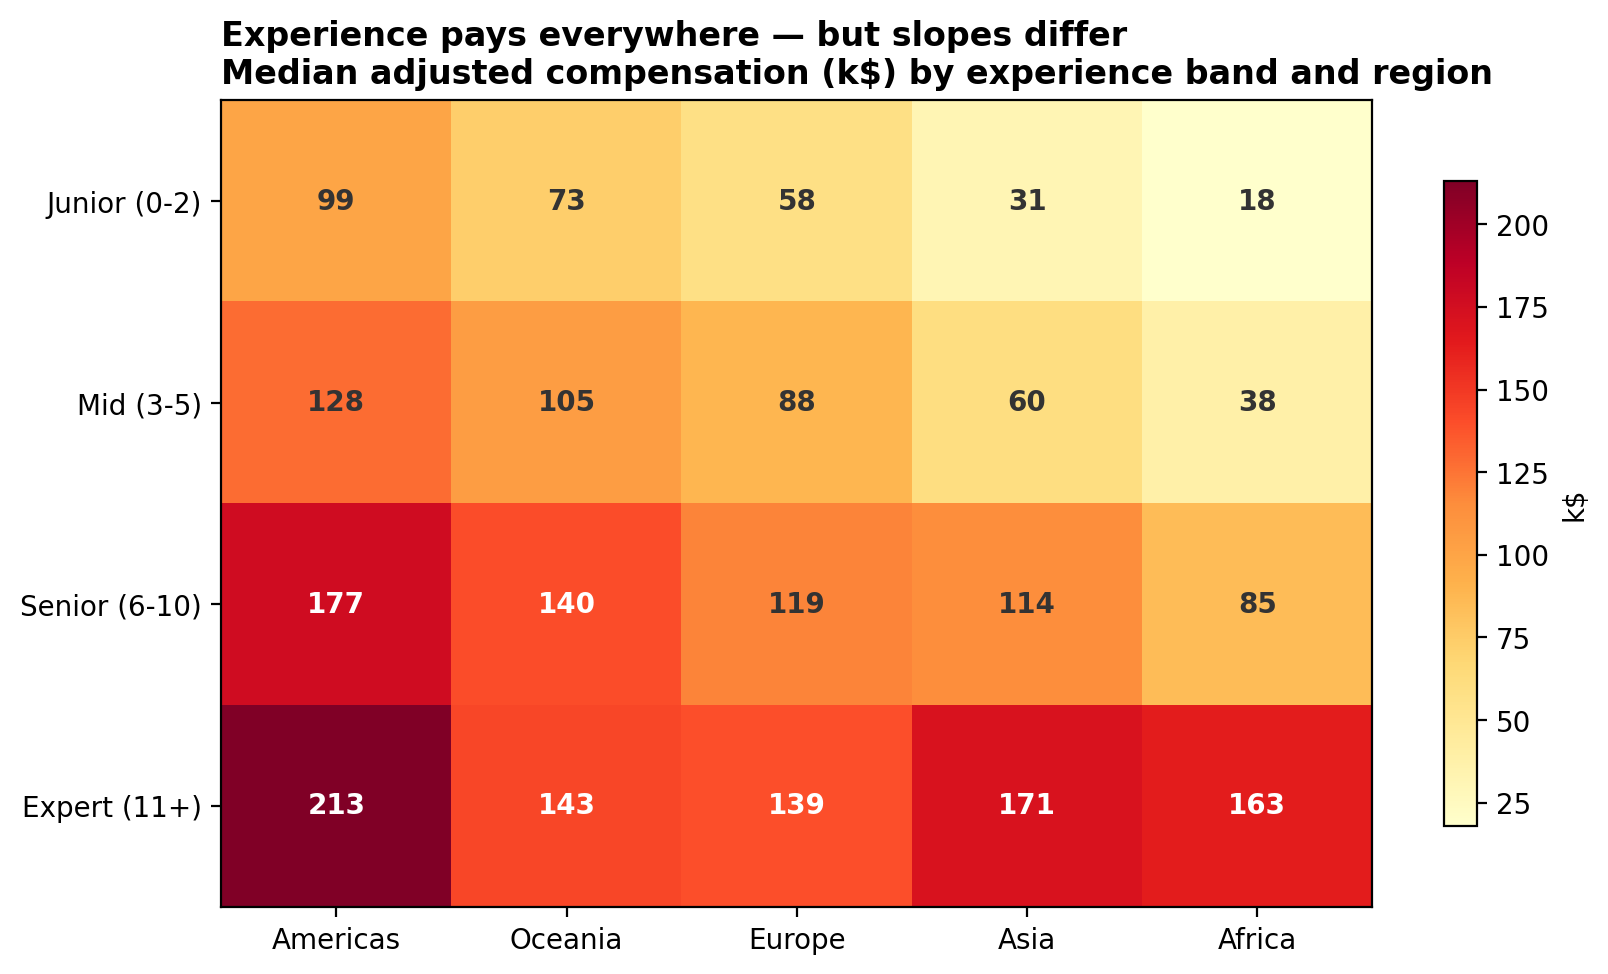 Experience pays everywhere — but slopes differ
Median adjusted compensation (k$) by experience band and region
Junior (0-2) 99 73 58 31 18
Mid (3-5) 128 105 88 60 38
Senior (6-10) 177 140 119 114 85
Expert (11+) 213 143 139 171 163
Americas Oceania Europe Asia Africa
200
175
150
125
100
75
50
25
k$